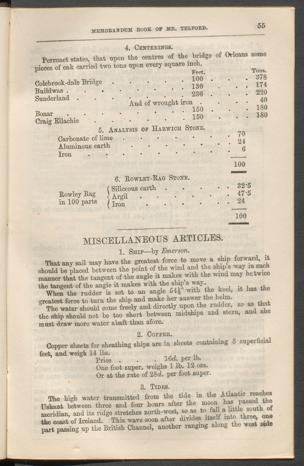 MEMORANDUM BOOK OF MR. TELFORD. 55
4. Centerings.
Perronet states, that upon the centres of the bridge of Orleans some
pieces of oak carried two tons upon every square inch.
Feet. Tons.
Colebrook-dale Bridge . . . . 100 . . . 378
Buildwas . . . . . . 130 . . . 174
Sunderland . . . . . . 236 . . . 220
And of wrought iron . . . . 40
Bonar . . . . . . 150 . . . 180
Craig Ellachie . . . . . 150 . . . 180
5. Analysis of Harwich Stone.
Carbonate of lime . . . . . 70
Aluminous earth . . . . . 24
Iron . . . . . . . 6
100
6. Rowley-Rag Stone.
Rowley Rag in 100 parts { Siliceous earth . . . . 32·5
Argil . . . . . 47·5
Iron . . . . . 24
100
MISCELLANEOUS ARTICLES.
1. Ship—by Emerson.
That any sail may have the greatest force to move a ship forward, it
should be placed between the point of the wind and the ship's way in such
manner that the tangent of the angle it makes with the wind may be twice
the tangent of the angle it makes with the ship's way.
When the rudder is set to an angle 54¾° with the keel, it has the
greatest force to turn the ship and make her answer the helm.
The water should come freely and directly upon the rudder, so as that
the ship should not be too short between midships and stern, and she
must draw more water abaft than afore.
2. Copper.
Copper sheets for sheathing ships are in sheets containing 8 superficial
feet, and weigh 14 lbs.
Price . . . 16d. per lb.
One foot super. weighs 1 lb. 12 ozs.
Or at the rate of 28d. per foot super.
3. Tides.
The high water transmitted from the tide in the Atlantic reaches
Ushant between three and four hours after the moon has passed the
meridian, and its ridge stretches north-west, so as to fall a little south of
the coast of Ireland. This wave soon after divides itself into three, one
part passing up the British Channel, another ranging along the west side